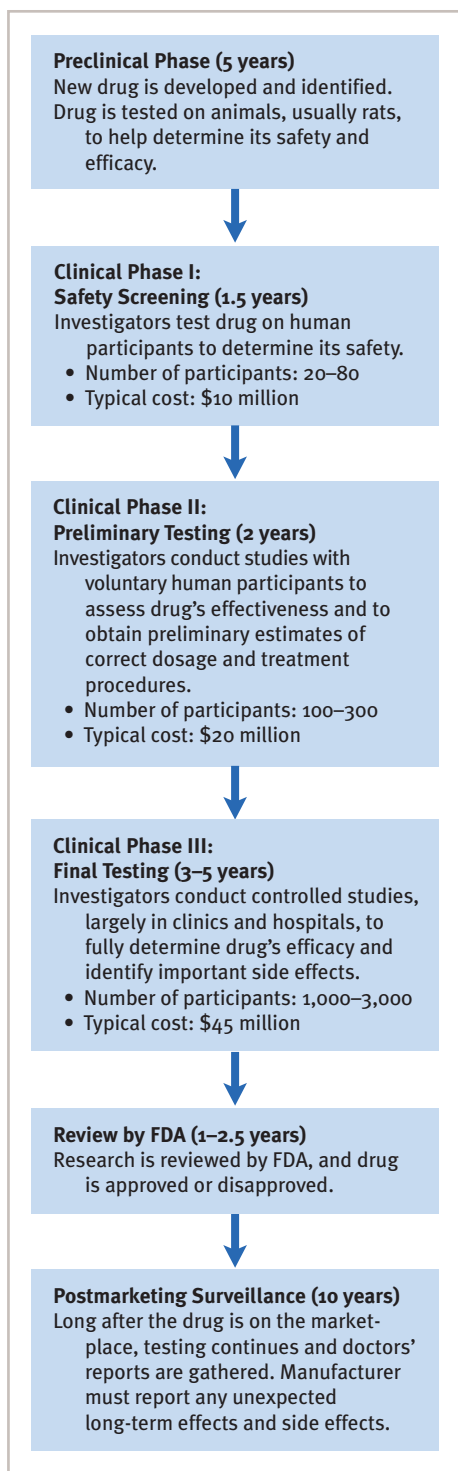 Preclinical Phase (5 years)
New drug is developed and identified.
Drug is tested on animals, usually rats,
to help determine its safety and
efficacy.
Clinical Phase I:
Safety Screening (1.5 years)
Investigators test drug on human
participants to determine its safety.
• Number of participants: 20–80
• Typical cost: $10 million
Clinical Phase II:
Preliminary Testing (2 years)
Investigators conduct studies with
voluntary human participants to
assess drug’s effectiveness and to
obtain preliminary estimates of
correct dosage and treatment
procedures.
• Number of participants: 100–300
• Typical cost: $20 million
Clinical Phase III:
Final Testing (3–5 years)
Investigators conduct controlled studies,
largely in clinics and hospitals, to
fully determine drug’s efficacy and
identify important side effects.
• Number of participants: 1,000–3,000
• Typical cost: $45 million
Review by FDA (1–2.5 years)
Research is reviewed by FDA, and drug
is approved or disapproved.
Postmarketing Surveillance (10 years)
Long after the drug is on the market-
place, testing continues and doctors’
reports are gathered. Manufacturer
must report any unexpected
long-term effects and side effects.